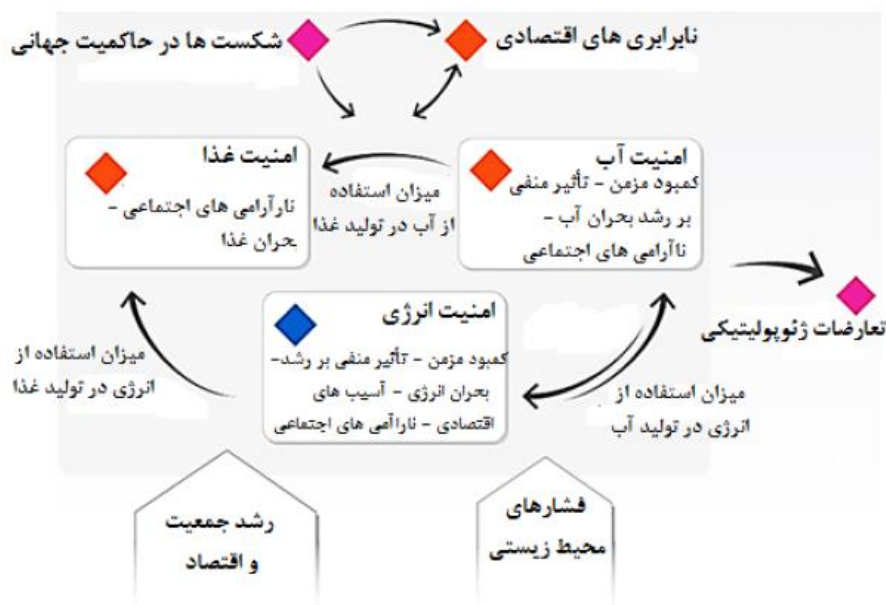 شکست ها در حاکمیت جهانی
نابرابری های اقتصادی
امنیت آب
کمبود مزمن - تأثیر منفی
بر رشد بحران آب -
ناآرامی های اجتماعی
امنیت غذا
نارآرامی های اجتماعی -
بحران غذا
میزان استفاده
از آب در تولید غذا
امنیت انرژی
کمبود مزمن - تأثیر منفی بر رشد-
بحران انرژی - آسیب های
اقتصادی - ناراآمی های اجتماعی
تعارضات ژئوپولیتیکی
میزان استفاده از
انرژی در تولید آب
میزان استفاده از
انرژی در تولید غذا
فشارهای
محیط زیستی
رشد جمعیت
و اقتصاد